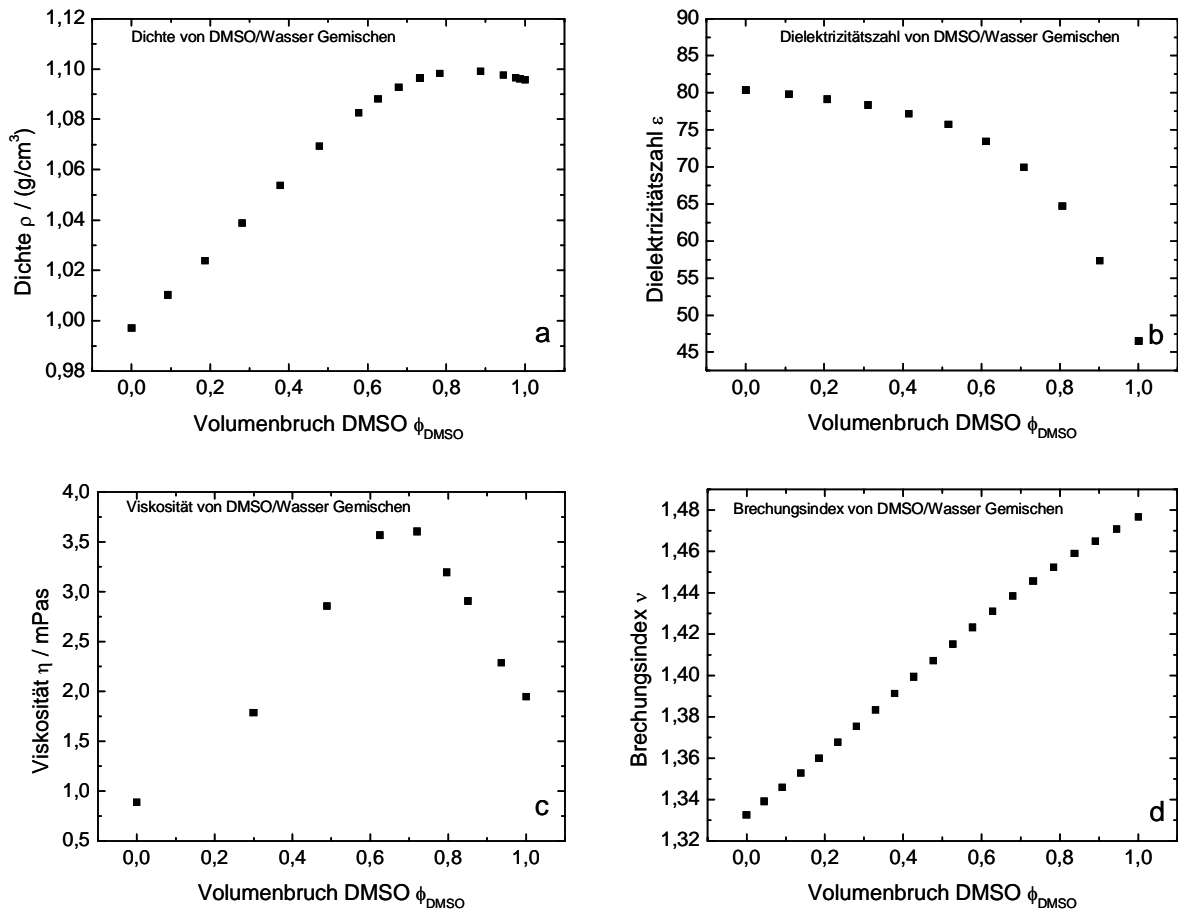 Dichte von DMSO/Wasser Gemischen
1,12
1,10
1,08
1,06
1,04
1,02
1,00
0,98
Dichte ρ / (g/cm³)
a
0,0 0,2 0,4 0,6 0,8 1,0
Volumenbruch DMSO ϕDMSO
Dielektrizitätszahl von DMSO/Wasser Gemischen
90
85
80
75
70
65
60
55
50
45
Dielektrizitätszahl ε
b
0,0 0,2 0,4 0,6 0,8 1,0
Volumenbruch DMSO ϕDMSO
Viskosität von DMSO/Wasser Gemischen
4,0
3,5
3,0
2,5
2,0
1,5
1,0
0,5
Viskosität η / mPas
c
0,0 0,2 0,4 0,6 0,8 1,0
Volumenbruch DMSO ϕDMSO
Brechungsindex von DMSO/Wasser Gemischen
1,48
1,46
1,44
1,42
1,40
1,38
1,36
1,34
1,32
Brechungsindex ν
d
0,0 0,2 0,4 0,6 0,8 1,0
Volumenbruch DMSO ϕDMSO